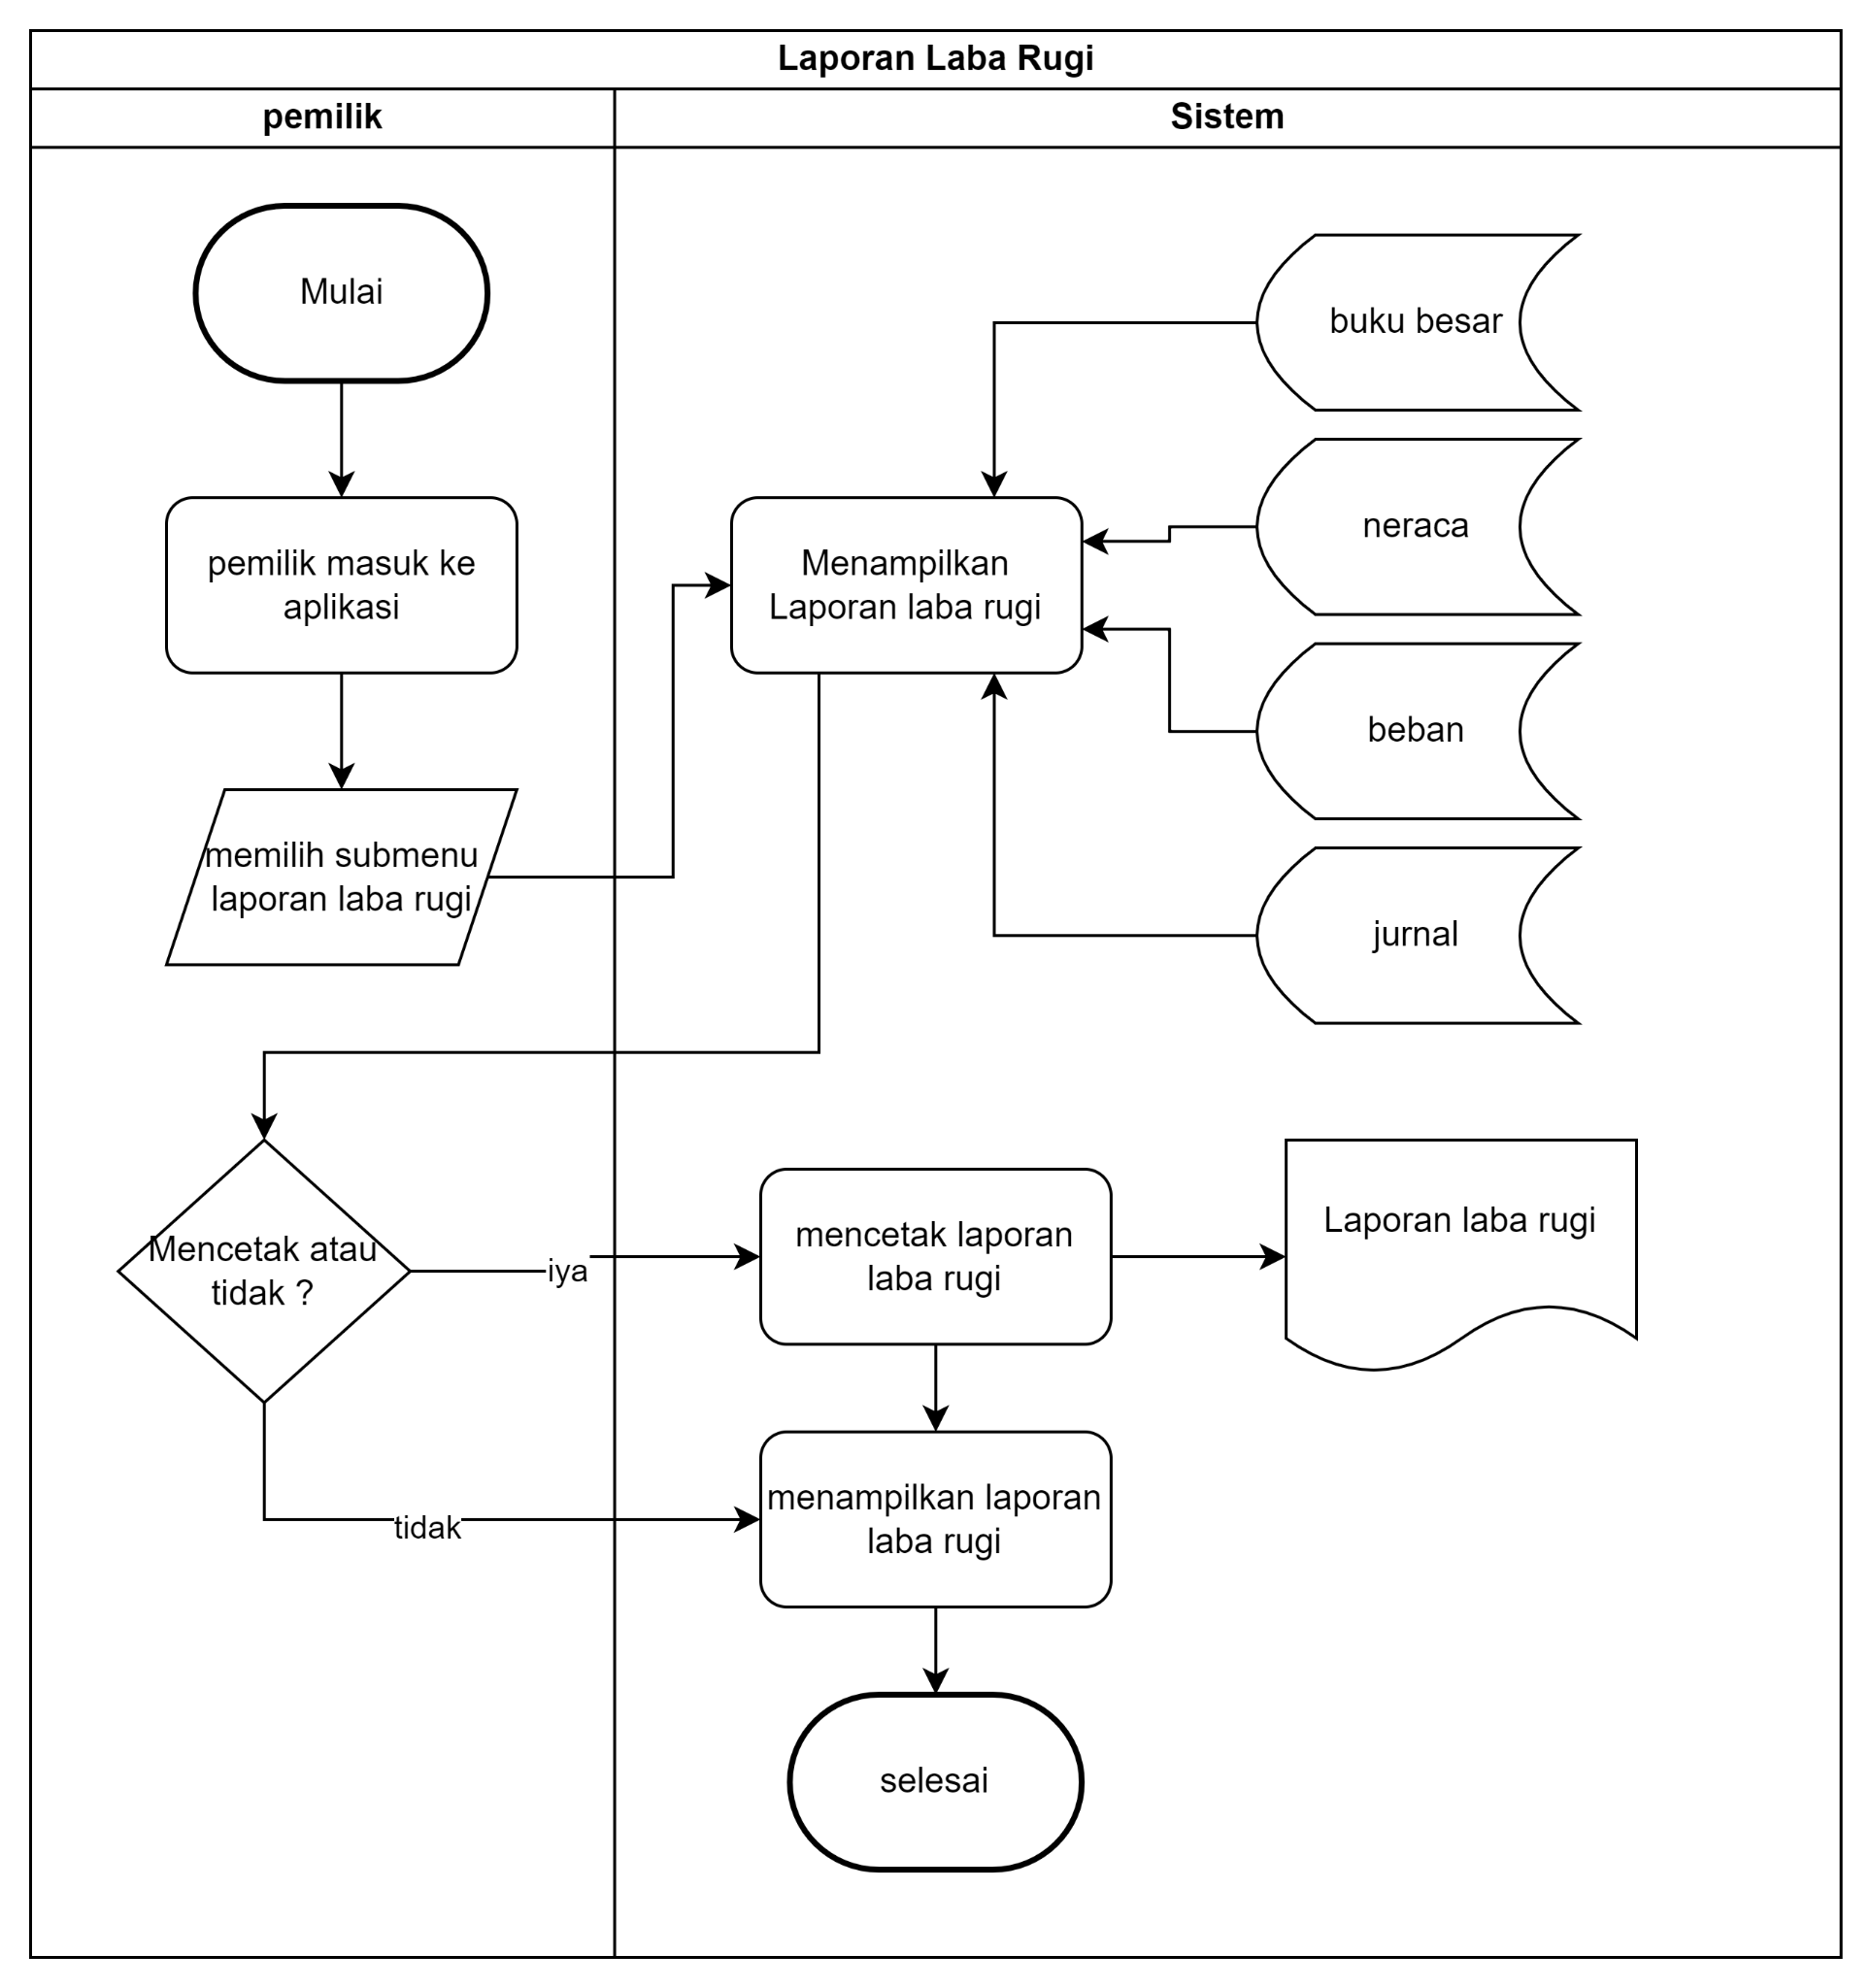 Laporan Laba Rugi
pemilik
Sistem
Mulai
buku besar
neraca
pemilik masuk ke
aplikasi
Menampilkan
Laporan laba rugi
beban
memilih submenu
laporan laba rugi
jurnal
Mencetak atau
tidak ?
iya
mencetak laporan
laba rugi
Laporan laba rugi
tidak
menampilkan laporan
laba rugi
selesai